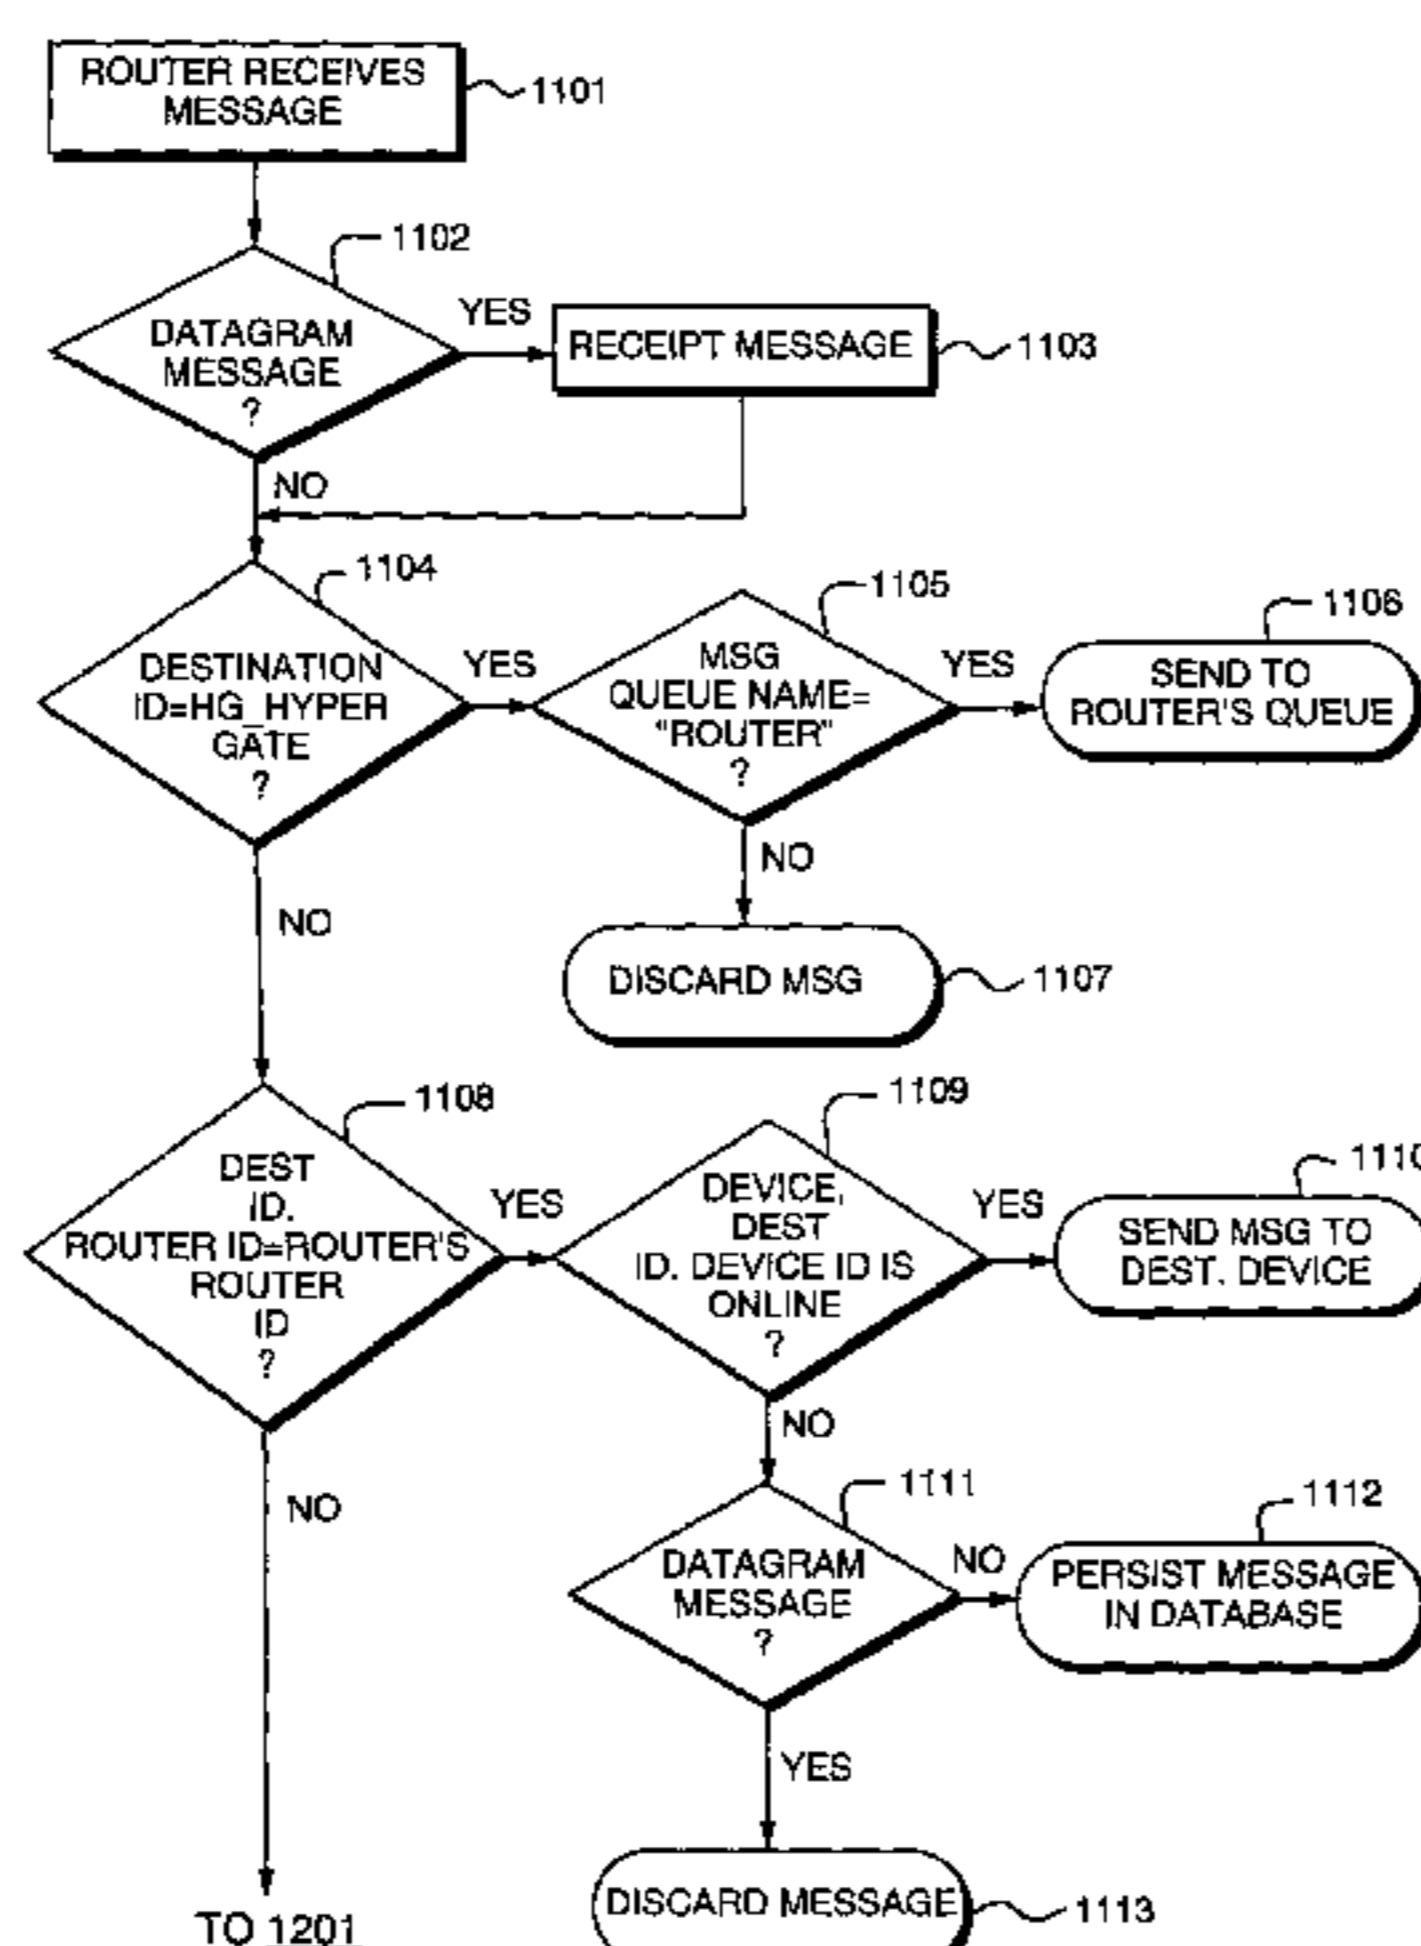 ROUTER RECEIVES
MESSAGE
1101
1102
DATAGRAM
MESSAGE
?
YES
RECEIPT MESSAGE
1103
NO
1104
DESTINATION
ID=HG_HYPER
GATE
?
YES
1105
MSG
QUEUE NAME=
"ROUTER"
?
YES
1106
SEND TO
ROUTER'S QUEUE
NO
DISCARD MSG
1107
NO
1108
DEST
ID.
ROUTER ID=ROUTER'S
ROUTER
ID
?
YES
1109
DEVICE,
DEST
ID. DEVICE ID IS
ONLINE
?
YES
1110
SEND MSG TO
DEST. DEVICE
NO
1111
DATAGRAM
MESSAGE
?
NO
1112
PERSIST MESSAGE
IN DATABASE
YES
DISCARD MESSAGE
1113
NO
TO 1201